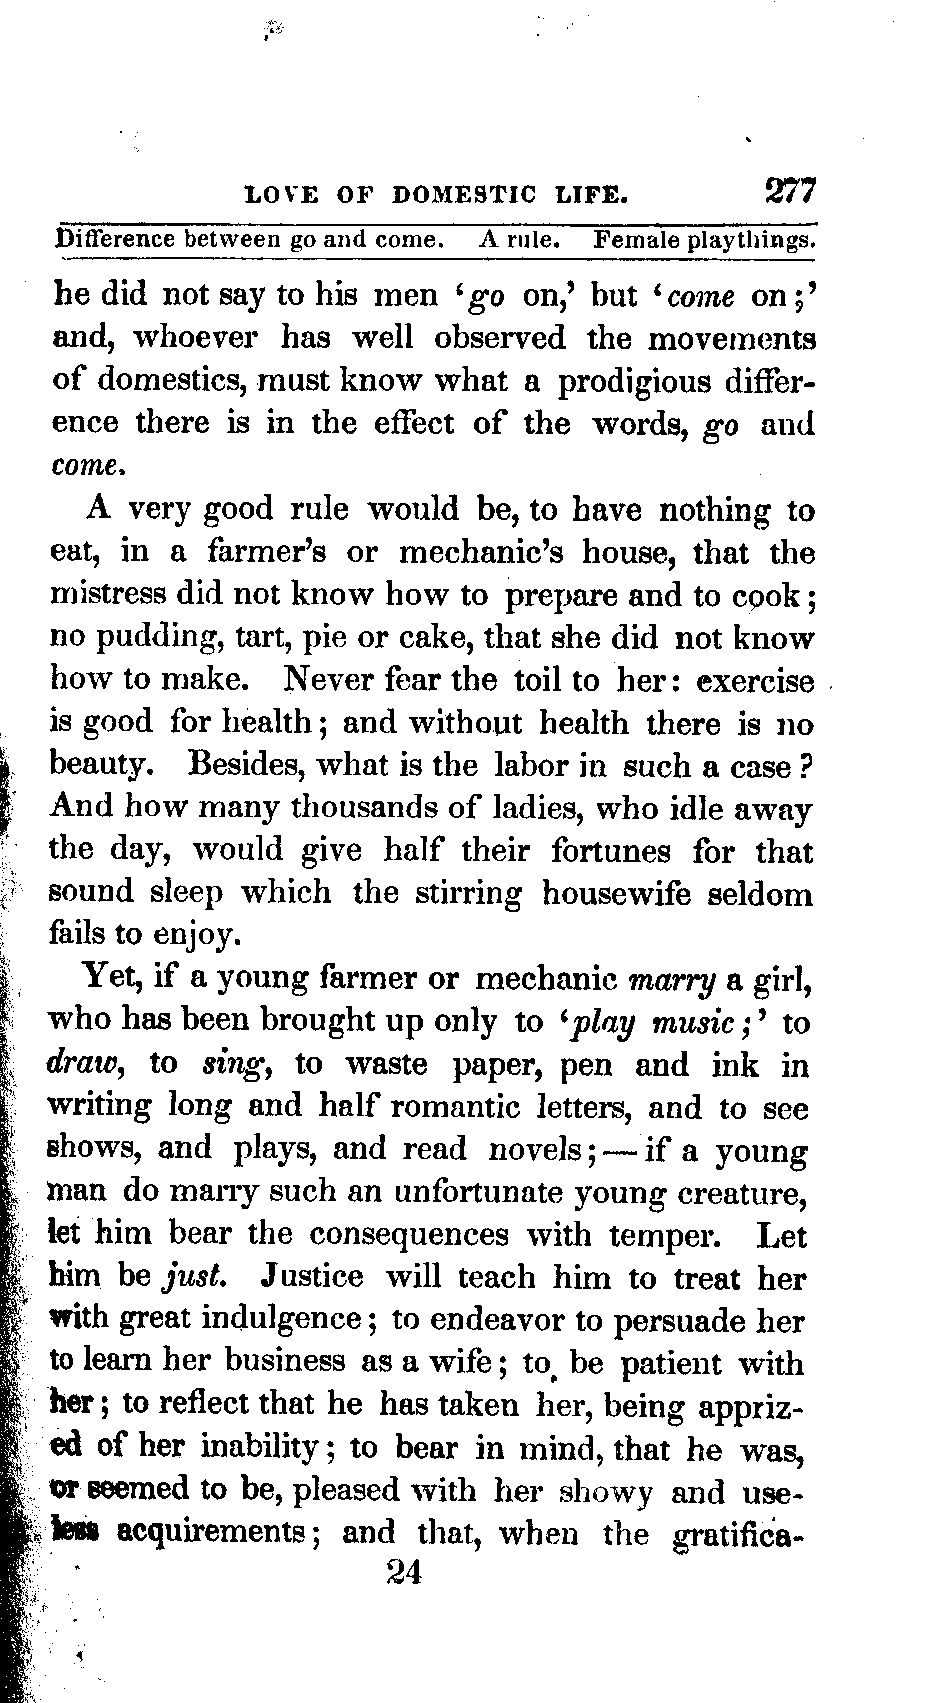 LOVE OF DOMESTIC LIFE. 277
Difference between go and come. A rule. Female playthings.
he did not say to his men ‘go on,’ but ‘come on;’
and, whoever has well observed the movements
of domestics, must know what a prodigious differ-
ence there is in the effect of the words, go and
come.
A very good rule would be, to have nothing to
eat, in a farmer’s or mechanic’s house, that the
mistress did not know how to prepare and to cook;
no pudding, tart, pie or cake, that she did not know
how to make. Never fear the toil to her: exercise
is good for health; and without health there is no
beauty. Besides, what is the labor in such a case?
And how many thousands of ladies, who idle away
the day, would give half their fortunes for that
sound sleep which the stirring housewife seldom
fails to enjoy.
Yet, if a young farmer or mechanic marry a girl,
who has been brought up only to ‘play music;’ to
draw, to sing, to waste paper, pen and ink in
writing long and half romantic letters, and to see
shows, and plays, and read novels;—if a young
man do marry such an unfortunate young creature,
let him bear the consequences with temper. Let
him be just. Justice will teach him to treat her
with great indulgence; to endeavor to persuade her
to learn her business as a wife; to be patient with
her; to reflect that he has taken her, being appriz-
ed of her inability; to bear in mind, that he was,
or seemed to be, pleased with her showy and use-
less acquirements; and that, when the gratifica-
24